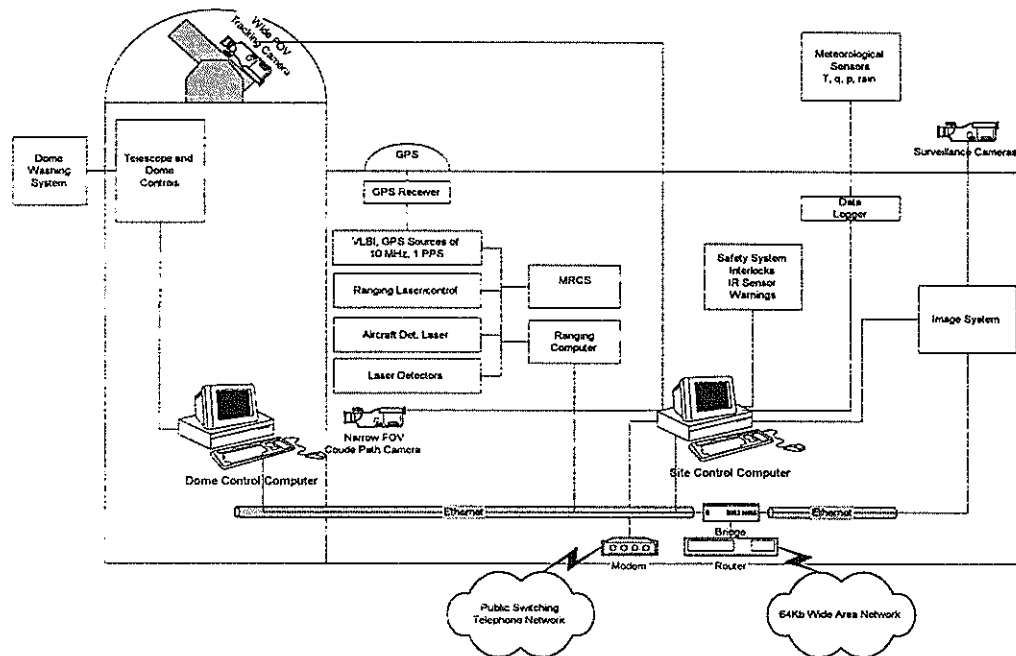 Wide FOV
Tracking Camera
Meteorological
Sensors
T, q, p, rain
Dome
Washing
System
Telescope and
Dome
Controls
GPS
Surveillance Cameras
GPS Receiver
Data
Logger
VLBI, GPS Sources of
10 MHz, 1 PPS
Safety System
Interlocks
IR Sensor
Warnings
MRCS
Ranging Laser/control
Image System
Aircraft Det. Laser
Ranging
Computer
Laser Detectors
Narrow FOV
Coude Path Camera
Dome Control Computer
Site Control Computer
Ethernet
Ethernet
Bridge
Modem
Router
Public Switching
Telephone Network
64Kb Wide Area Network